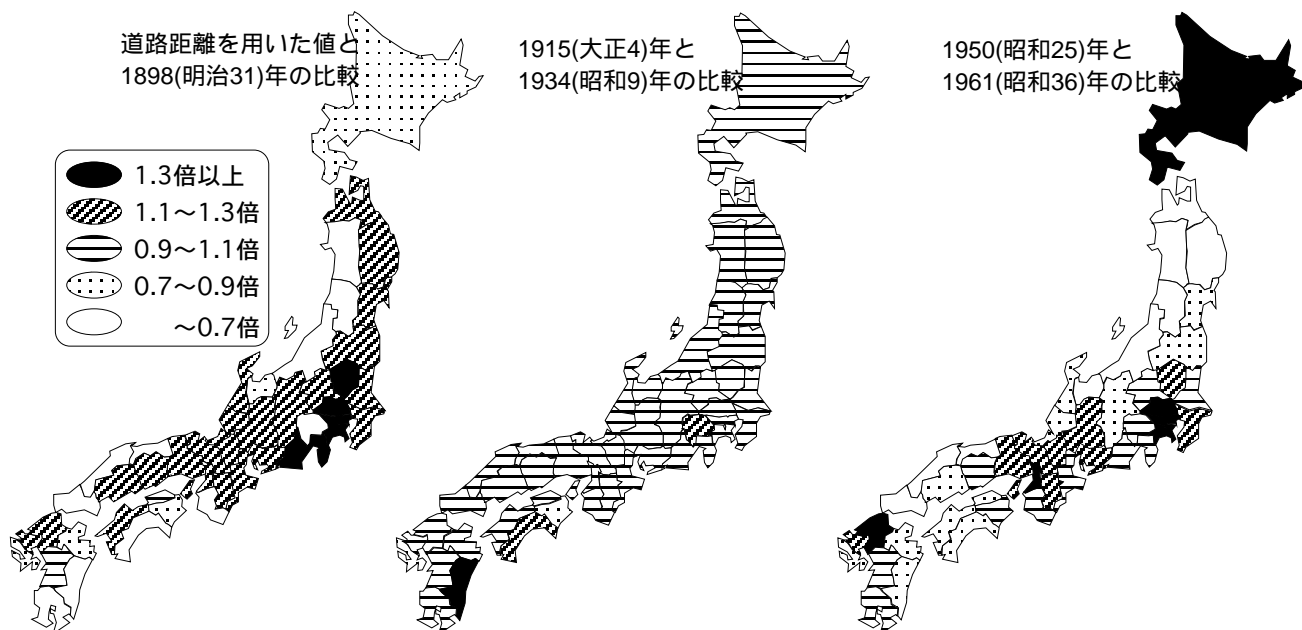 道路距離を用いた値と
1898(明治31)年の比較
1915(大正4)年と
1934(昭和9)年の比較
1950(昭和25)年と
1961(昭和36)年の比較
1.3倍以上
1.1～1.3倍
0.9～1.1倍
0.7～0.9倍
～0.7倍